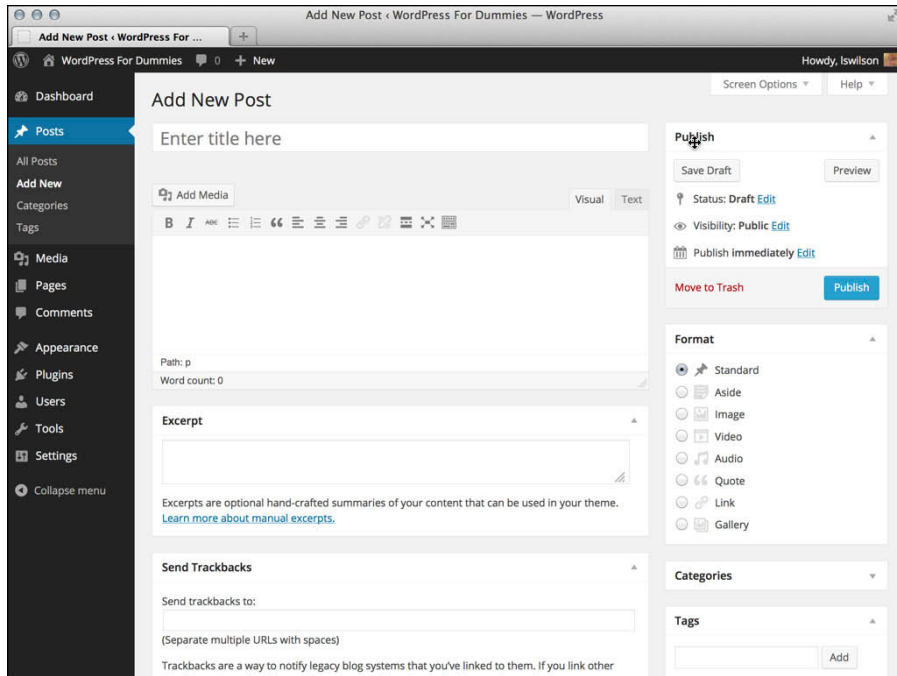 Add New Post ‹ WordPress For Dummies — WordPress
Add New Post ‹ WordPress For ...
WordPress For Dummies 0 + New
Howdy, lswilson
Screen Options
Help
Dashboard
Posts
All Posts
Add New
Categories
Tags
Media
Pages
Comments
Appearance
Plugins
Users
Tools
Settings
Collapse menu
Add New Post
Enter title here
Add Media
Visual
Text
B I ABC
Path: p
Word count: 0
Excerpt
Excerpts are optional hand-crafted summaries of your content that can be used in your theme.
Learn more about manual excerpts.
Send Trackbacks
Send trackbacks to:
(Separate multiple URLs with spaces)
Trackbacks are a way to notify legacy blog systems that you've linked to them. If you link other
Publish
Save Draft
Preview
Status: Draft Edit
Visibility: Public Edit
Publish immediately Edit
Move to Trash
Publish
Format
Standard
Aside
Image
Video
Audio
Quote
Link
Gallery
Categories
Tags
Add